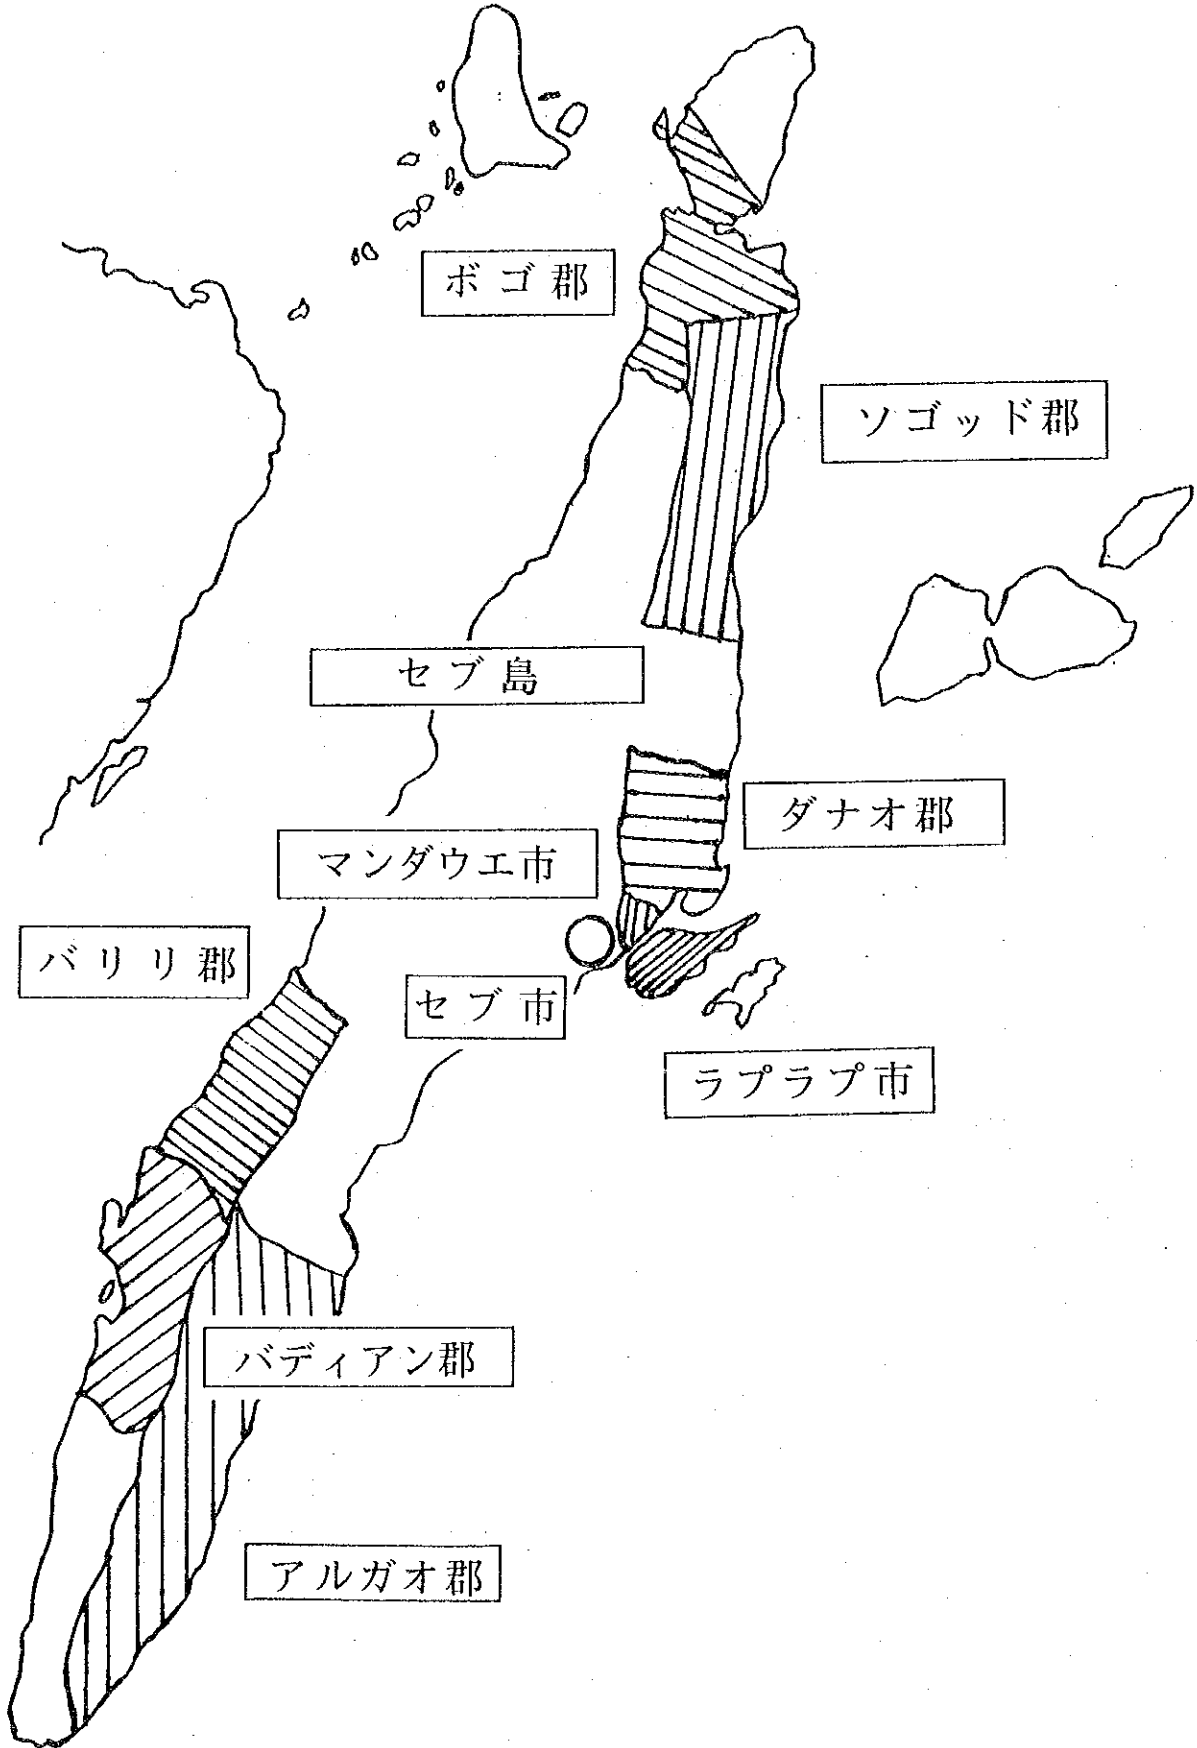 ボゴ郡
ソゴッド郡
セブ島
ダナオ郡
マンダウエ市
バリリ郡
セブ市
ラプラプ市
バディアン郡
アルガオ郡